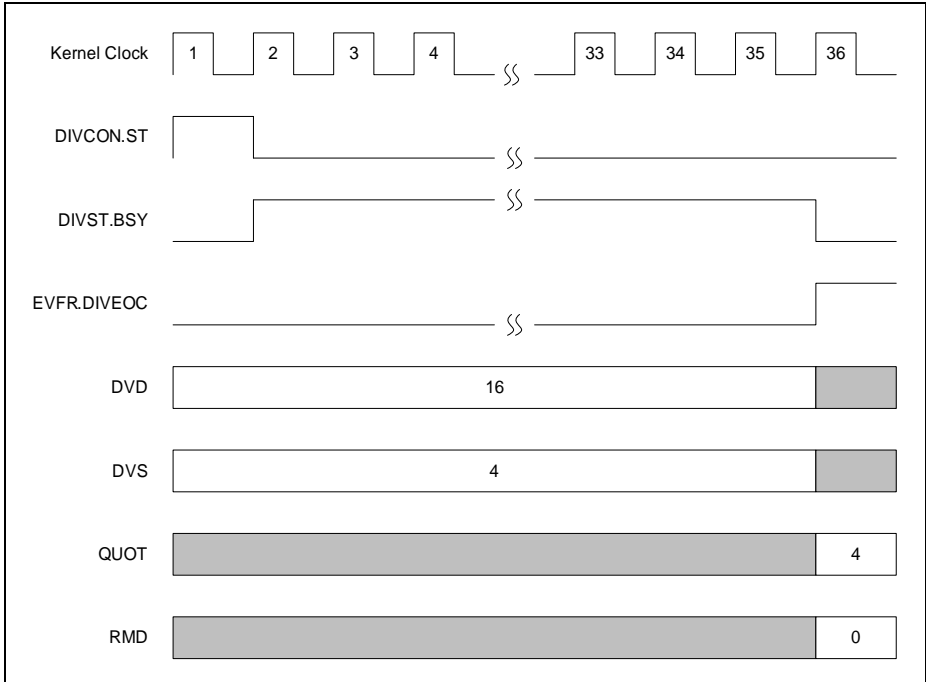 Kernel Clock 1 2 3 4 33 34 35 36
DIVCON.ST
DIVST.BSY
EVFR.DIVEOC
DVD 16
DVS 4
QUOT 4
RMD 0